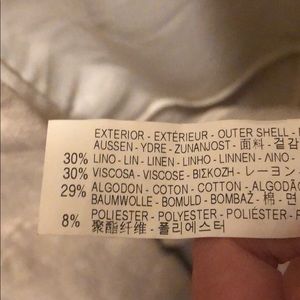 EXTERIOR - EXTÉRIEUR - OUTER SHELL -
AUSSEN - YDRE - ZUNANJOST - 面料 - 겉감
30% LINO - LIN - LINEN - LINHO - LINNEN - ΛΙΝΟ -
30% VISCOSA - VISCOSE - ΒΙΣΚΟΖΗ - レーヨン
29% ALGODON - COTON - COTTON - ALGODÃO
BAUMWOLLE - BOMULD - ΒΟΜΒΑΖ - 棉 - 면
8% POLIESTER - POLYESTER - POLIÉSTER -
聚酯纤维 - 폴리에스터